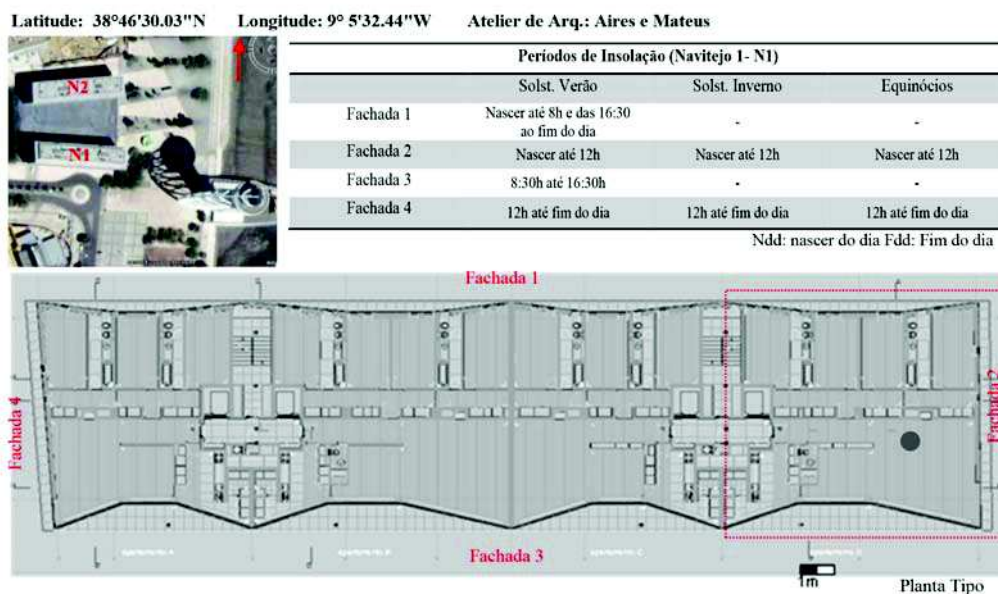 Latitude: 38°46'30.03"N Longitude: 9° 5'32.44"W Atelier de Arq.: Aires e Mateus
N2
N1
Períodos de Insolação (Navitejo 1- N1)
Solst. Verão Solst. Inverno Equinócios
Fachada 1 Nascer até 8h e das 16:30
ao fim do dia - -
Fachada 2 Nascer até 12h Nascer até 12h Nascer até 12h
Fachada 3 8:30h até 16:30h - -
Fachada 4 12h até fim do dia 12h até fim do dia 12h até fim do dia
Ndd: nascer do dia Fdd: Fim do dia
Fachada 1
Fachada 4
Fachada 2
apartamento A apartamento B apartamento C apartamento D
Fachada 3
1m
Planta Tipo